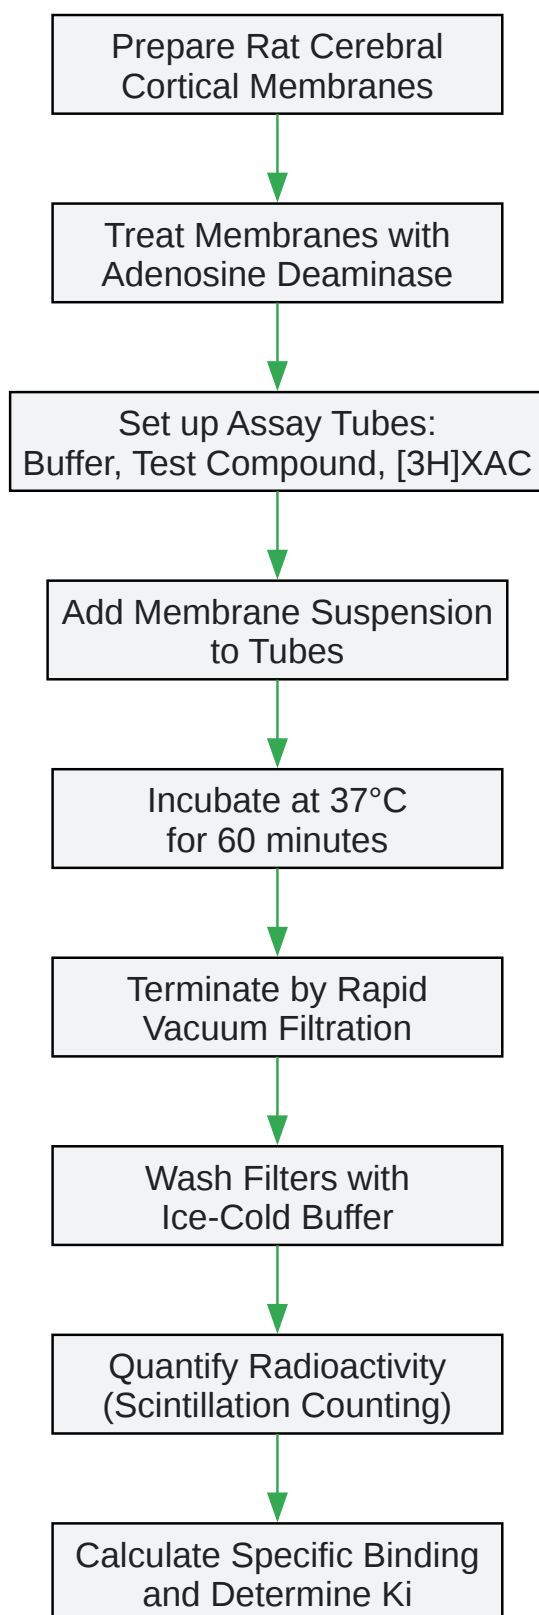 Prepare Rat Cerebral
Cortical Membranes
Treat Membranes with
Adenosine Deaminase
Set up Assay Tubes:
Buffer, Test Compound, [3H]XAC
Add Membrane Suspension
to Tubes
Incubate at 37°C
for 60 minutes
Terminate by Rapid
Vacuum Filtration
Wash Filters with
Ice-Cold Buffer
Quantify Radioactivity
(Scintillation Counting)
Calculate Specific Binding
and Determine Ki